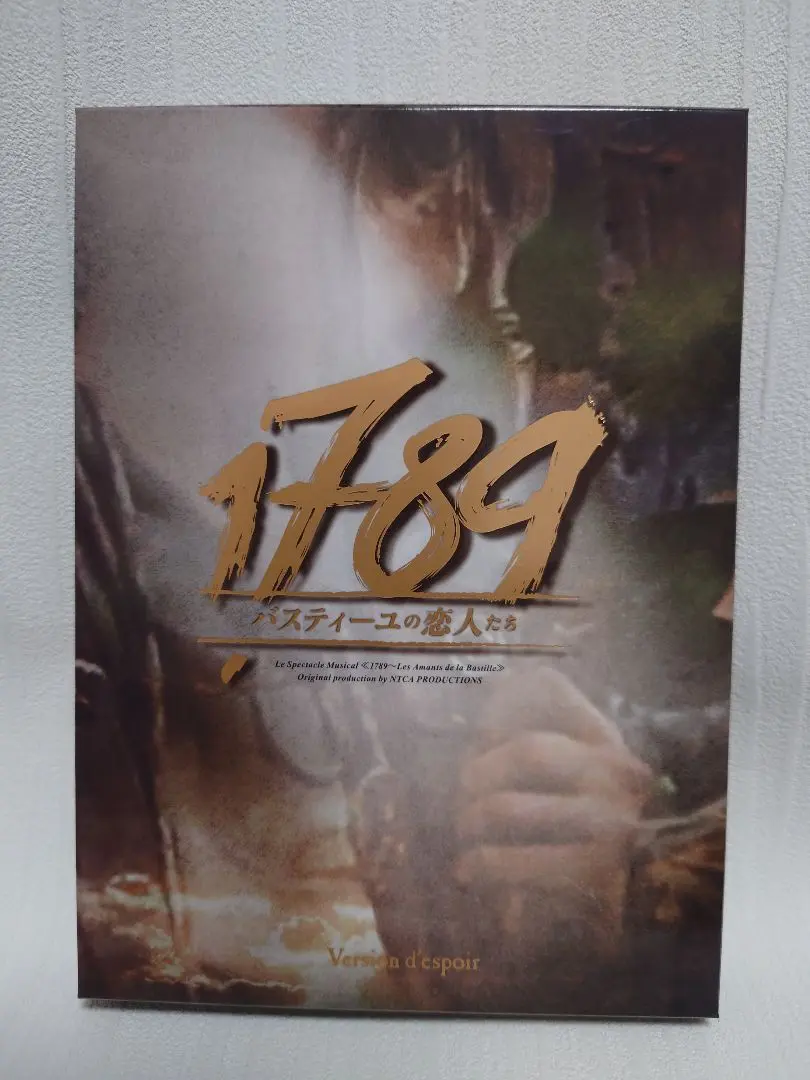 1789
バスティーユの恋人たち
Le Spectacle Musical ≪1789～Les Amants de la Bastille≫
Original production by NTCA PRODUCTIONS
Version d'espoir